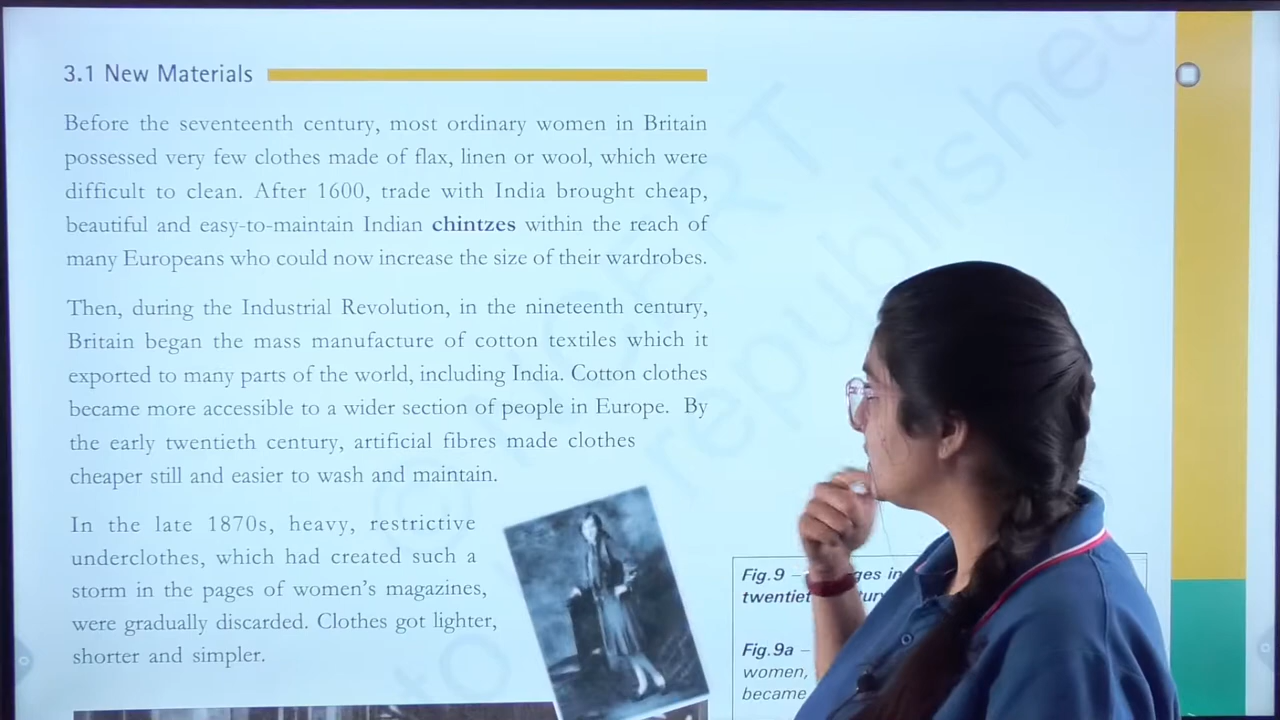 3.1 New Materials
Before the seventeenth century, most ordinary women in Britain
possessed very few clothes made of flax, linen or wool, which were
difficult to clean. After 1600, trade with India brought cheap,
beautiful and easy-to-maintain Indian chintzes within the reach of
many Europeans who could now increase the size of their wardrobes.
Then, during the Industrial Revolution, in the nineteenth century,
Britain began the mass manufacture of cotton textiles which it
exported to many parts of the world, including India. Cotton clothes
became more accessible to a wider section of people in Europe. By
the early twentieth century, artificial fibres made clothes
cheaper still and easier to wash and maintain.
In the late 1870s, heavy, restrictive
underclothes, which had created such a
storm in the pages of women's magazines,
were gradually discarded. Clothes got lighter,
shorter and simpler.
Fig.9 –
Fig.9a –
women,
became
© NCERT
to republished